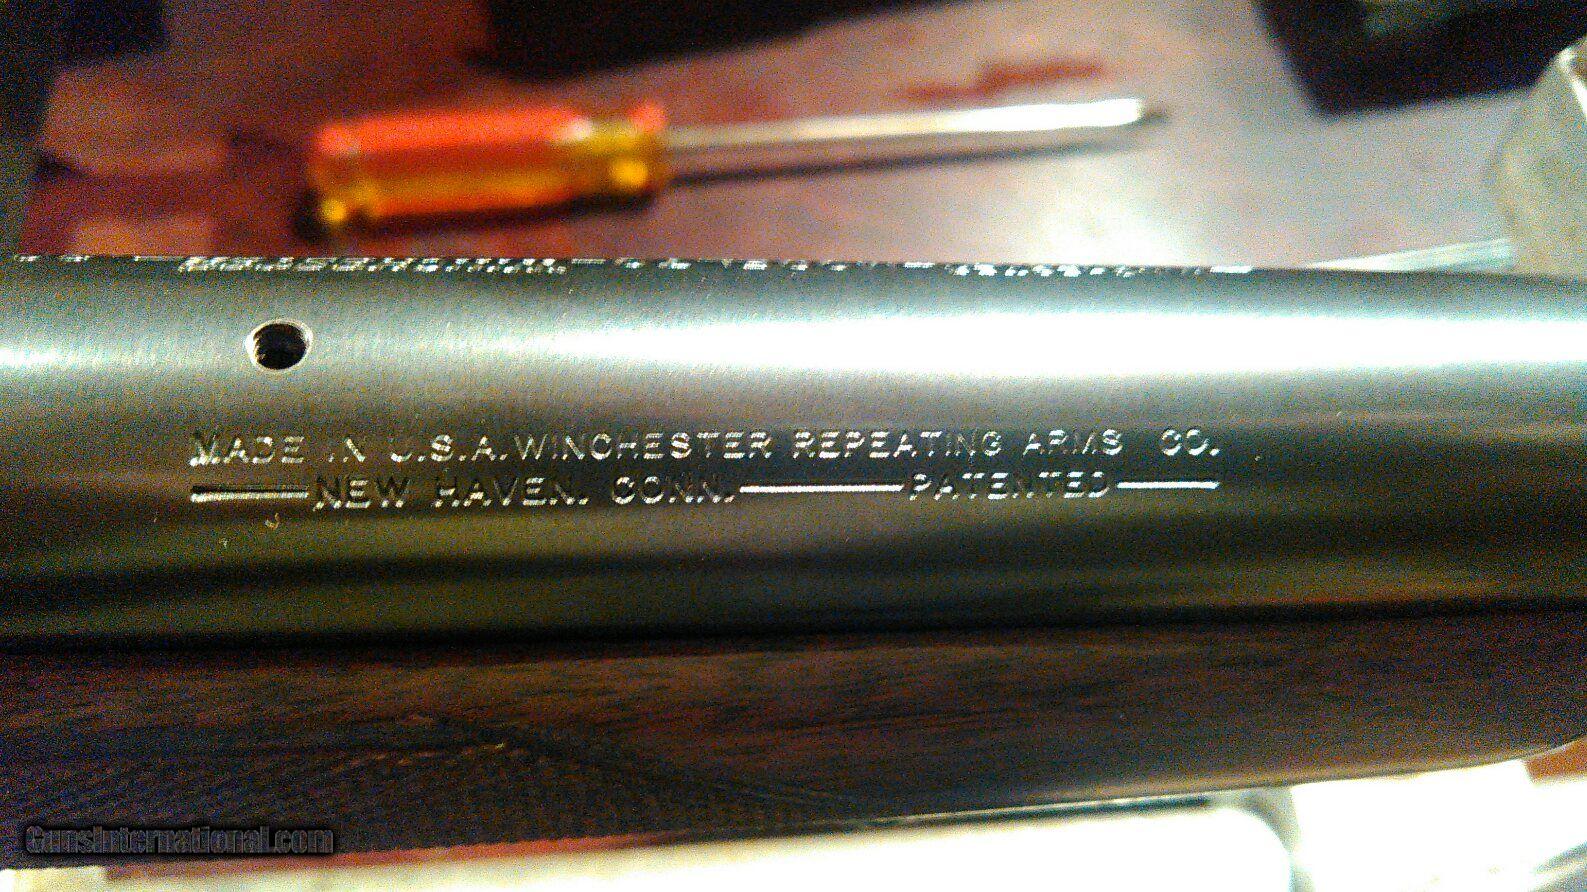 MADE IN U.S.A. WINCHESTER REPEATING ARMS CO.
NEW HAVEN. CONN. PATENTED
GunsInternational.com